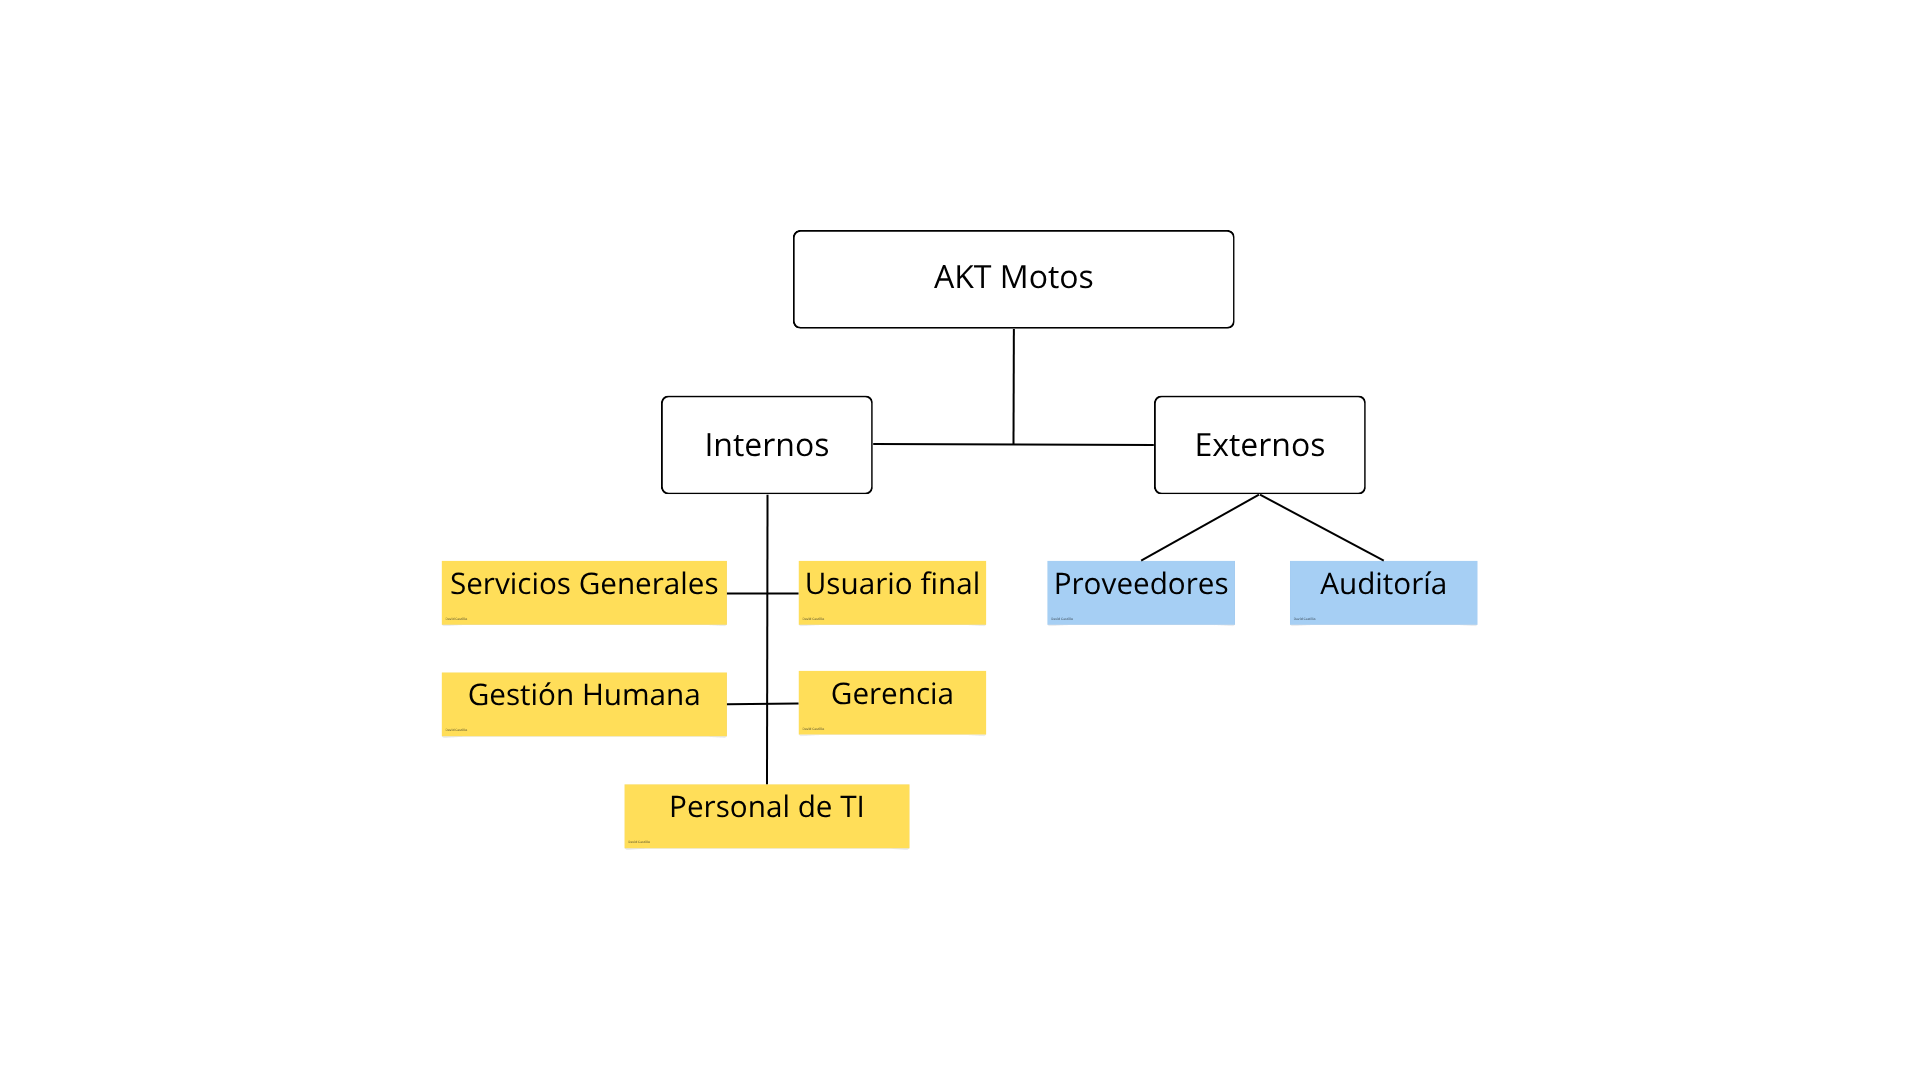 AKT Motos
Internos
Externos
Servicios Generales
Usuario final
Proveedores
Auditoría
Gestión Humana
Gerencia
Personal de TI